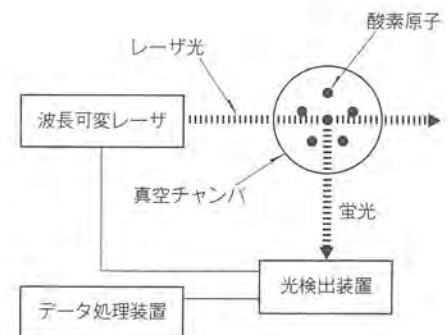 酸素原子
レーザ光
波長可変レーザ
真空チャンバ
蛍光
光検出装置
データ処理装置